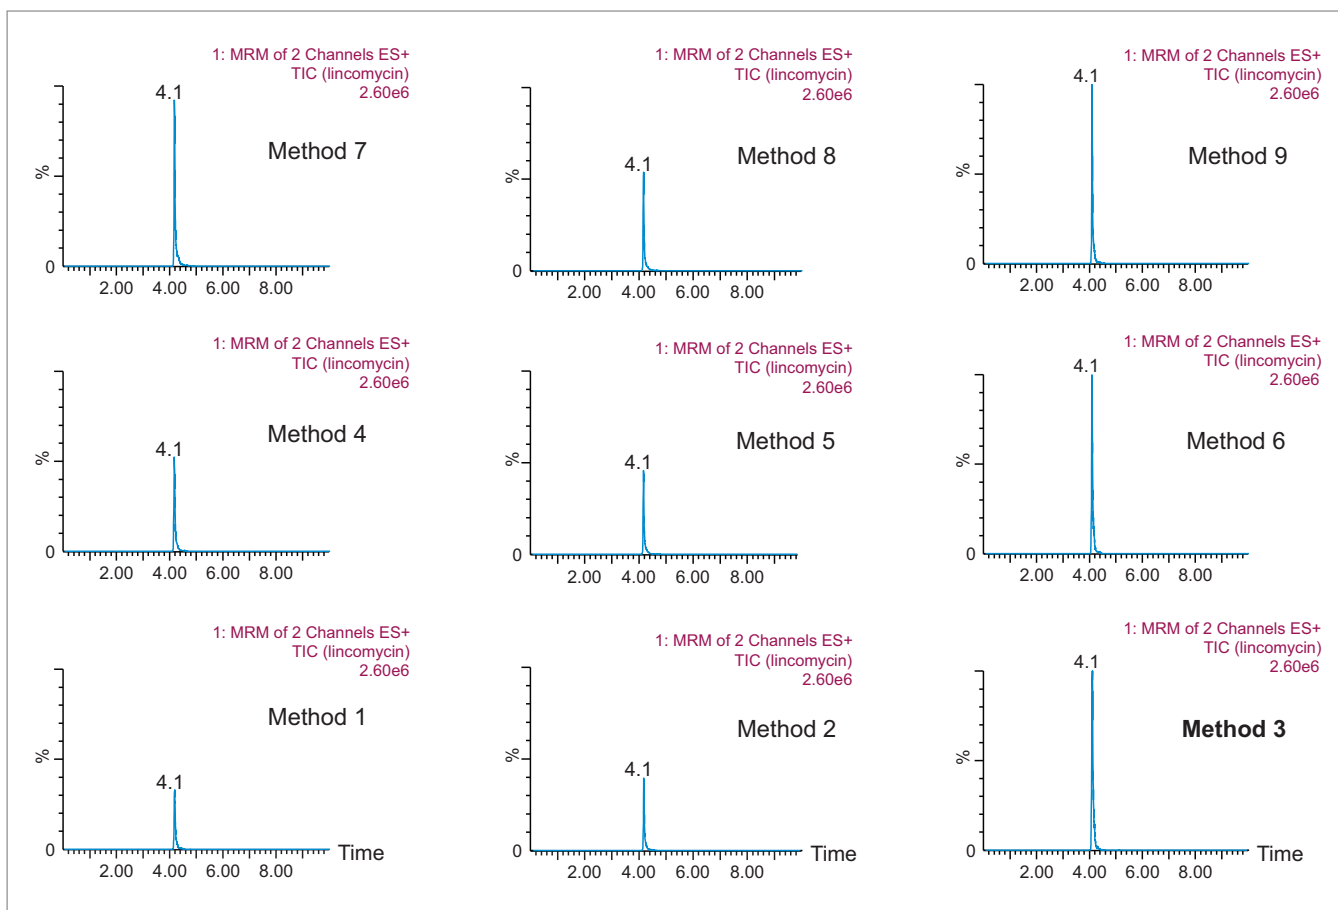 1: MRM of 2 Channels ES+
TIC (lincomycin)
2.60e6
4.1
Method 7
%
0
2.00 4.00 6.00 8.00
1: MRM of 2 Channels ES+
TIC (lincomycin)
2.60e6
4.1
Method 8
%
0
2.00 4.00 6.00 8.00
1: MRM of 2 Channels ES+
TIC (lincomycin)
2.60e6
4.1
Method 9
%
0
2.00 4.00 6.00 8.00
1: MRM of 2 Channels ES+
TIC (lincomycin)
2.60e6
Method 4
4.1
%
0
2.00 4.00 6.00 8.00
1: MRM of 2 Channels ES+
TIC (lincomycin)
2.60e6
Method 5
4.1
%
0
2.00 4.00 6.00 8.00
1: MRM of 2 Channels ES+
TIC (lincomycin)
2.60e6
4.1
Method 6
%
0
2.00 4.00 6.00 8.00
1: MRM of 2 Channels ES+
TIC (lincomycin)
2.60e6
Method 1
%
4.1
0
Time
2.00 4.00 6.00 8.00
1: MRM of 2 Channels ES+
TIC (lincomycin)
2.60e6
Method 2
%
4.1
0
Time
2.00 4.00 6.00 8.00
1: MRM of 2 Channels ES+
TIC (lincomycin)
2.60e6
4.1
Method 3
%
0
Time
2.00 4.00 6.00 8.00